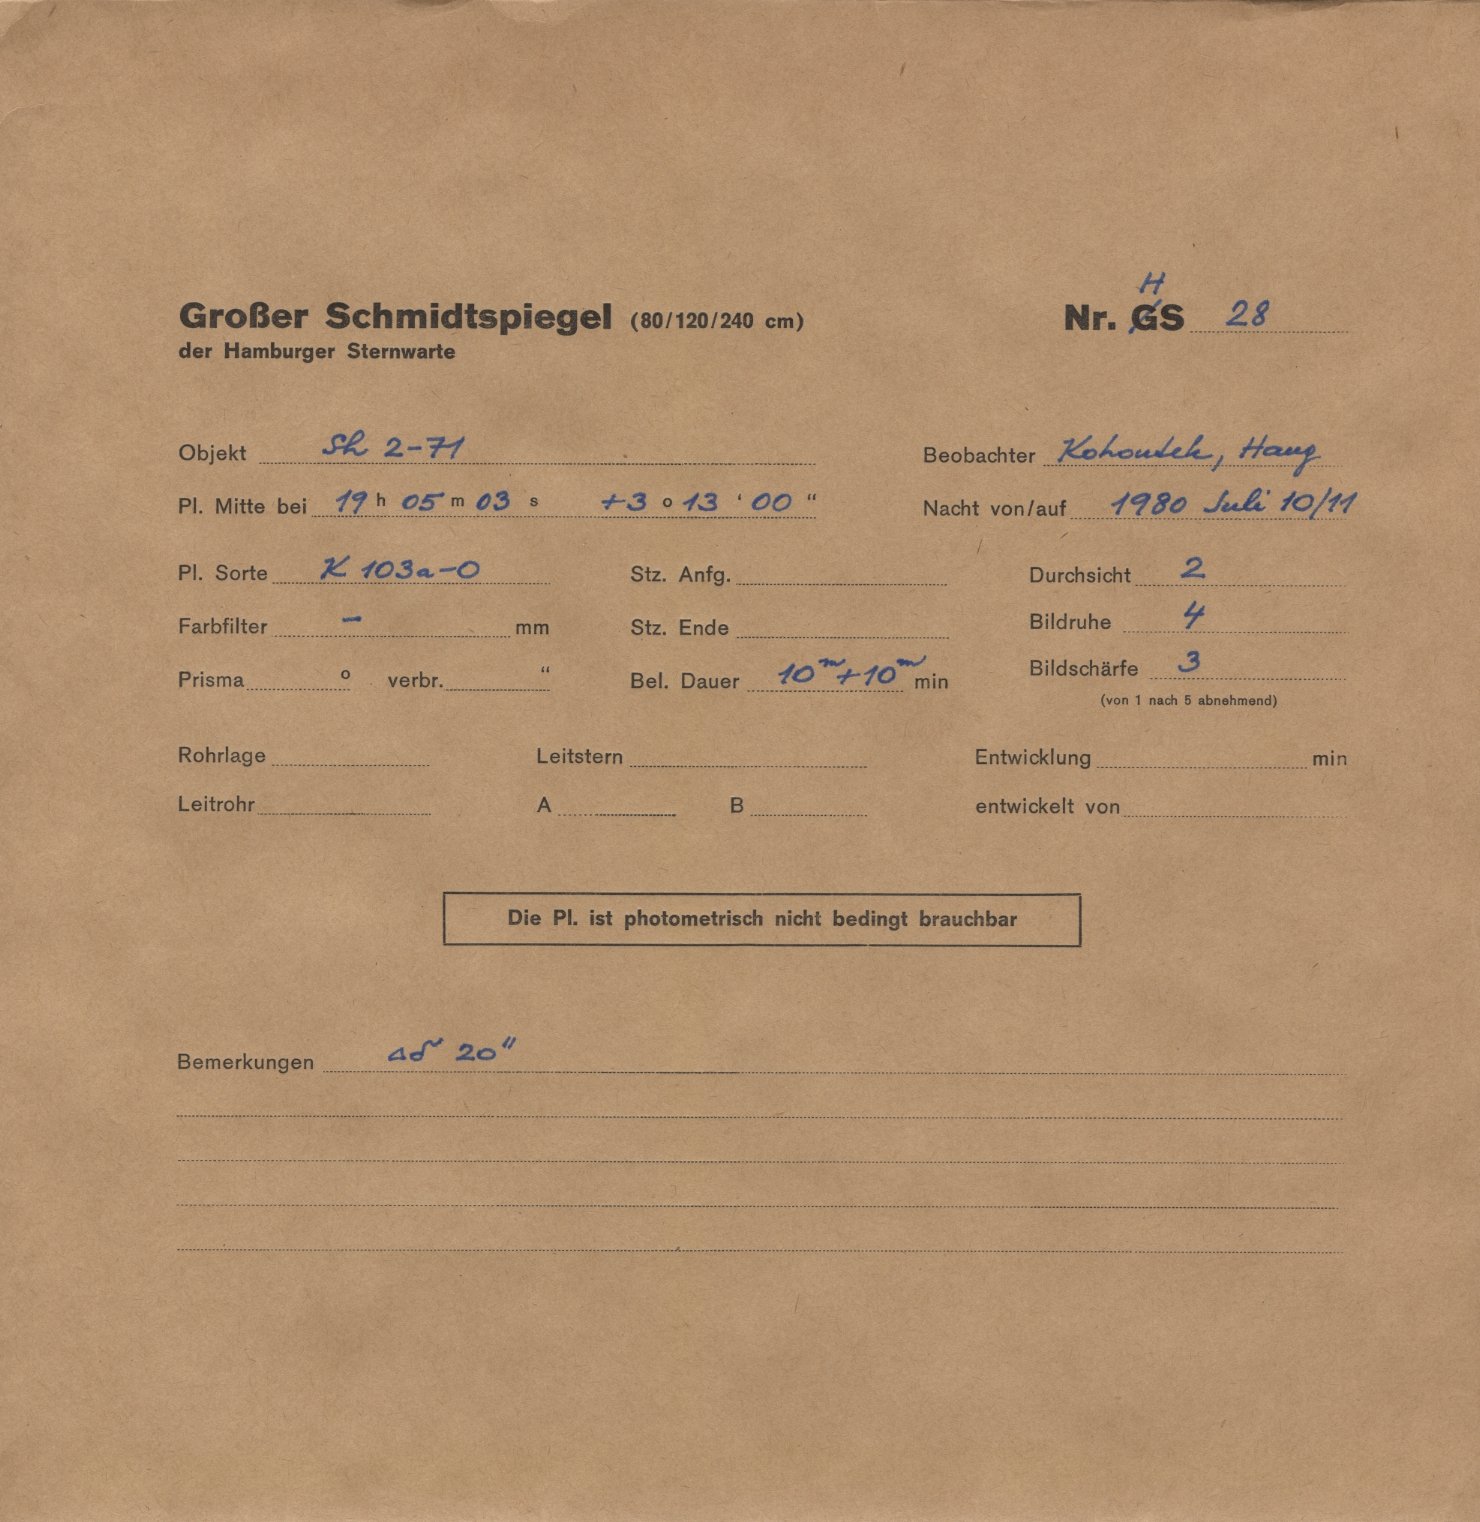 Großer Schmidtspiegel (80/120/240 cm)
der Hamburger Sternwarte
H
Nr. GS 28
Objekt Sh 2-71 Beobachter Kohoutek, Haug
Pl. Mitte bei 19 h 05 m 03 s +3 o 13 ' 00 " Nacht von/auf 1980 Juli 10/11
Pl. Sorte K 103a-O Stz. Anfg. Durchsicht 2
Farbfilter – mm Stz. Ende Bildruhe 4
Prisma o verbr. " Bel. Dauer 10m+10m min Bildschärfe 3
(von 1 nach 5 abnehmend)
Rohrlage Leitstern Entwicklung min
Leitrohr A B entwickelt von
Die Pl. ist photometrisch nicht bedingt brauchbar
Bemerkungen Δδ 20"